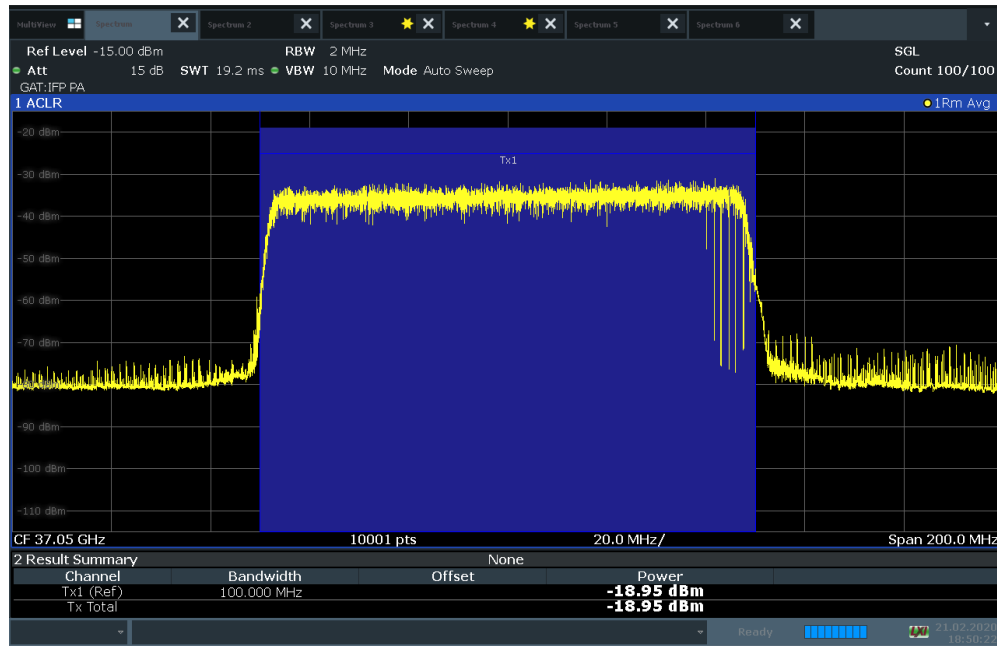 MultiView Spectrum Spectrum 2 Spectrum 3 Spectrum 4 Spectrum 5 Spectrum 6
Ref Level -15.00 dBm RBW 2 MHz SGL
Att 15 dB SWT 19.2 ms VBW 10 MHz Mode Auto Sweep Count 100/100
GAT:IFP PA
1 ACLR 1Rm Avg
-20 dBm
Tx1
-30 dBm
-40 dBm
-50 dBm
-60 dBm
-70 dBm
-90 dBm
-100 dBm
-110 dBm
CF 37.05 GHz 10001 pts 20.0 MHz/ Span 200.0 MHz
2 Result Summary None
Channel Bandwidth Offset Power
Tx1 (Ref) 100.000 MHz -18.95 dBm
Tx Total -18.95 dBm
Ready LXI 21.02.2020
18:50:22